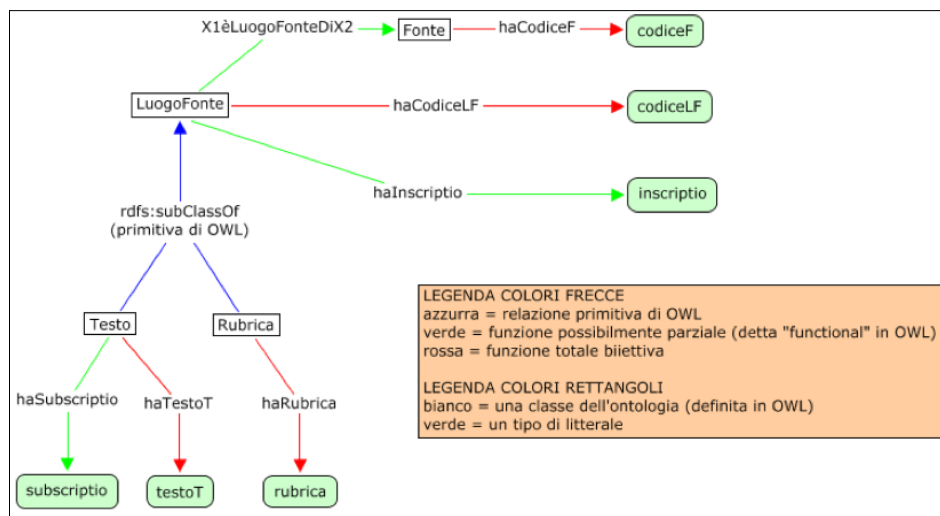 X1èLuogoFonteDiX2
Fonte
haCodiceF
codiceF
LuogoFonte
haCodiceLF
codiceLF
haInscriptio
inscriptio
rdfs:subClassOf
(primitiva di OWL)
Testo
Rubrica
LEGENDA COLORI FRECCE
azzurra = relazione primitiva di OWL
verde = funzione possibilmente parziale (detta "functional" in OWL)
rossa = funzione totale biiettiva
LEGENDA COLORI RETTANGOLI
bianco = una classe dell'ontologia (definita in OWL)
verde = un tipo di litterale
haSubscriptio
haTestoT
haRubrica
subscriptio
testoT
rubrica